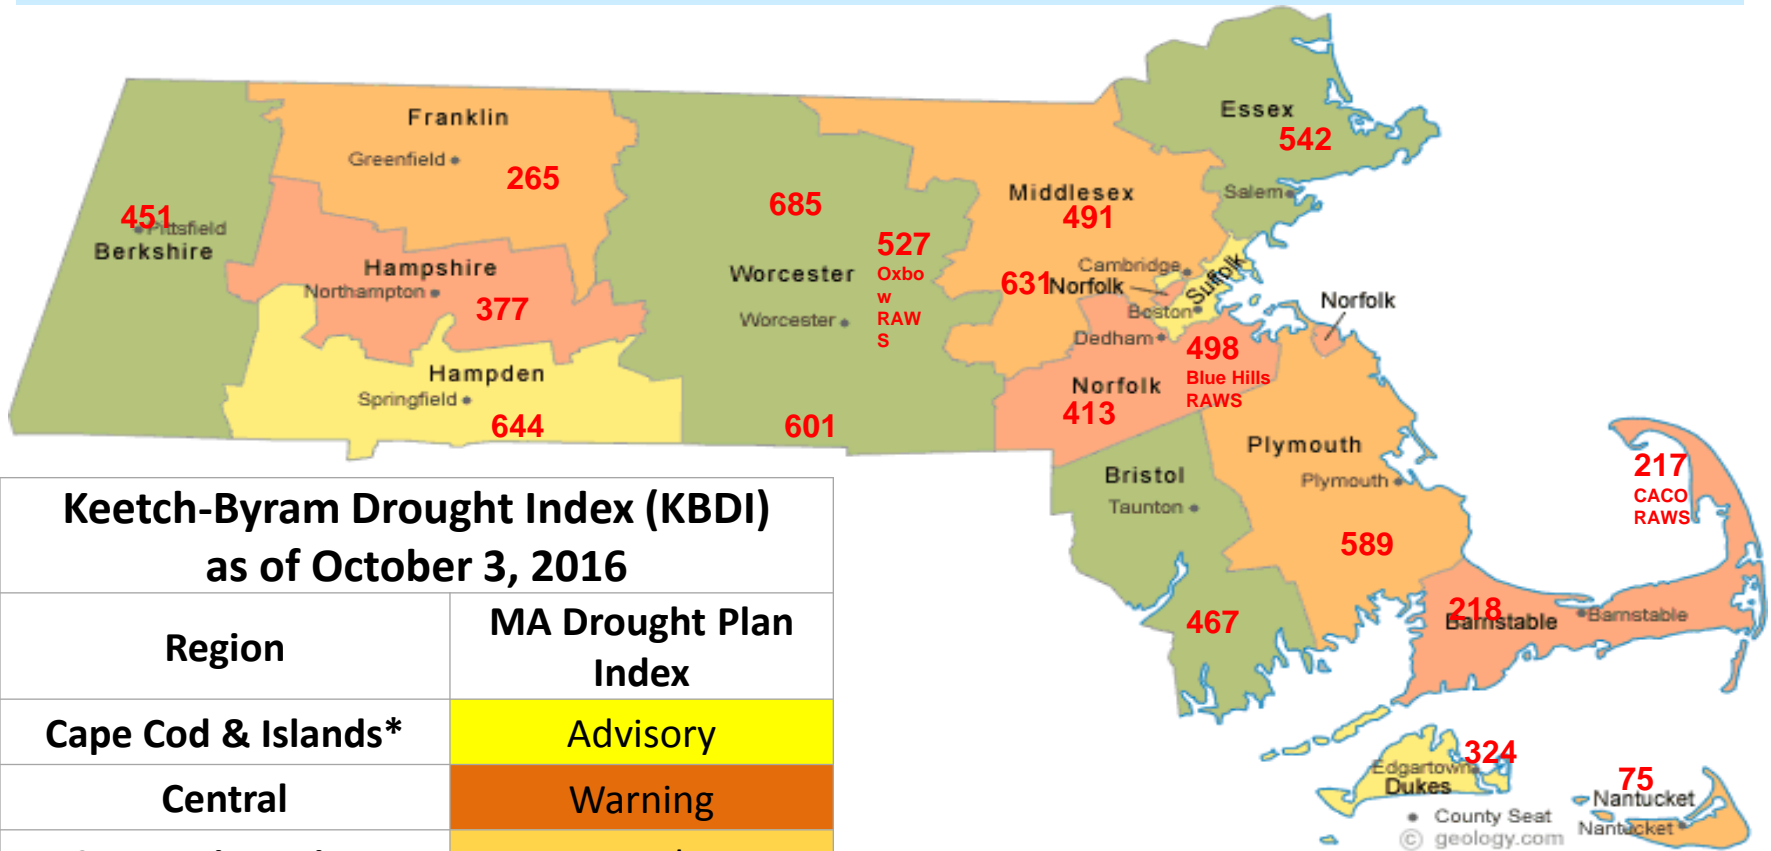 Essex
542
Franklin
Greenfield
265
Middlesex
491
Salem
685
451
Pittsfield
Berkshire
527
Oxbo
w
RAW
S
Hampshire
Northampton
377
Worcester
Worcester
631
Cambridge
Norfolk
Suffolk
Boston
Norfolk
Dedham
498
Blue Hills
RAWS
Hampden
Springfield
644
601
Norfolk
413
Plymouth
Plymouth
589
Bristol
Taunton
467
217
CACO
RAWS
218
Barnstable
Barnstable
324
Edgartown
Dukes
75
Nantucket
Nantucket
County Seat
© geology.com
Keetch-Byram Drought Index (KBDI)
as of October 3, 2016
Region
MA Drought Plan
Index
Cape Cod & Islands*
Advisory
Central
Warning